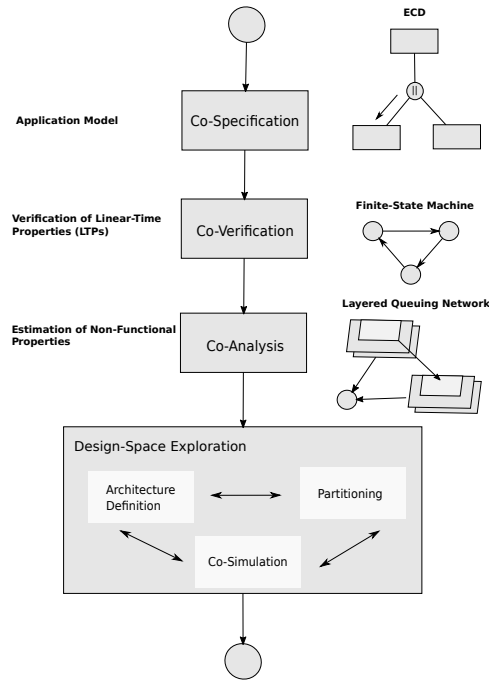 ECD
Application Model
Co-Specification
||
Verification of Linear-Time
Properties (LTPs)
Co-Verification
Finite-State Machine
Layered Queuing Network
Estimation of Non-Functional
Properties
Co-Analysis
Design-Space Exploration
Architecture
Definition
Partitioning
Co-Simulation